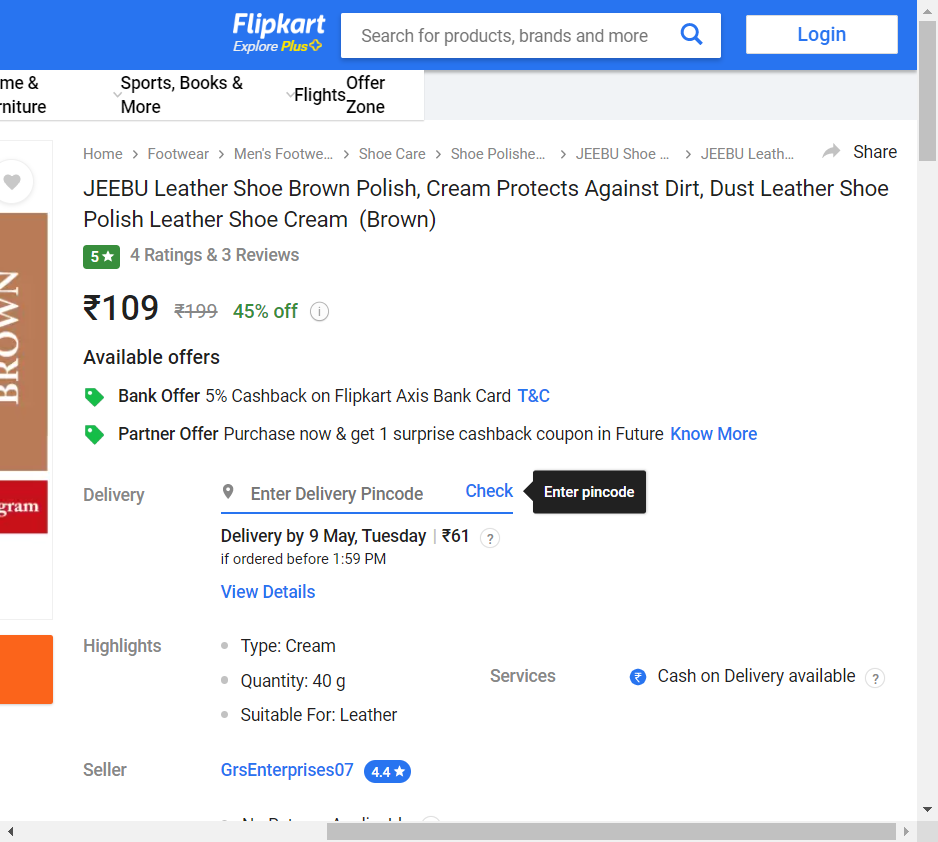 Flipkart
Explore Plus
Search for products, brands and more
Login
me &
rniture
Sports, Books &
More
Flights
Offer
Zone
Home
Footwear
Men's Footwe...
Shoe Care
Shoe Polishe...
JEEBU Shoe ...
JEEBU Leath...
Share
JEEBU Leather Shoe Brown Polish, Cream Protects Against Dirt, Dust Leather Shoe
Polish Leather Shoe Cream (Brown)
5★ 4 Ratings & 3 Reviews
BROWN
₹109 ₹199 45% off i
Available offers
Bank Offer 5% Cashback on Flipkart Axis Bank Card T&C
Partner Offer Purchase now & get 1 surprise cashback coupon in Future Know More
gram
Delivery
Enter Delivery Pincode
Check
Enter pincode
Delivery by 9 May, Tuesday | ₹61 ?
if ordered before 1:59 PM
View Details
Highlights
Type: Cream
Quantity: 40 g
Suitable For: Leather
Services
₹ Cash on Delivery available ?
Seller
GrsEnterprises07 4.4★